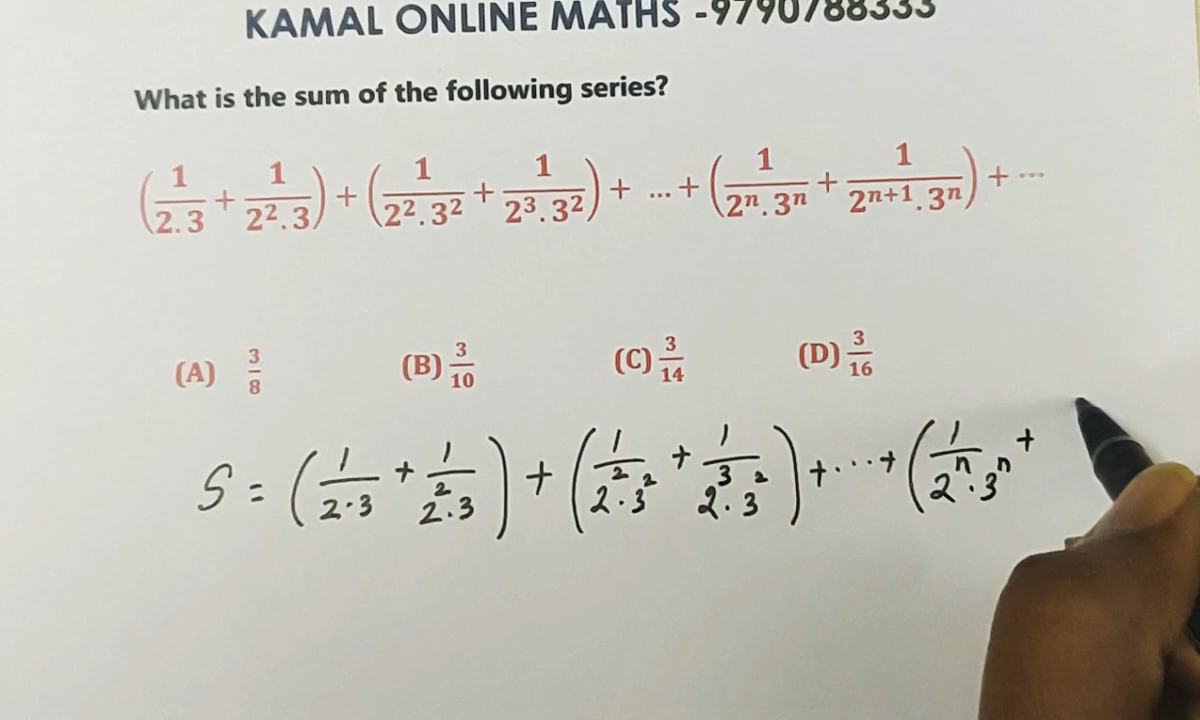 KAMAL ONLINE MATHS -9790788333
What is the sum of the following series?
(1/2.3 + 1/2².3) + (1/2².3² + 1/2³.3²) + ... + (1/2ⁿ.3ⁿ + 1/2ⁿ⁺¹.3ⁿ) + ...
(A) 3/8 (B) 3/10 (C) 3/14 (D) 3/16
S = (1/2·3 + 1/2²·3) + (1/2²·3² + 1/2³·3²) + ... + (1/2ⁿ·3ⁿ +